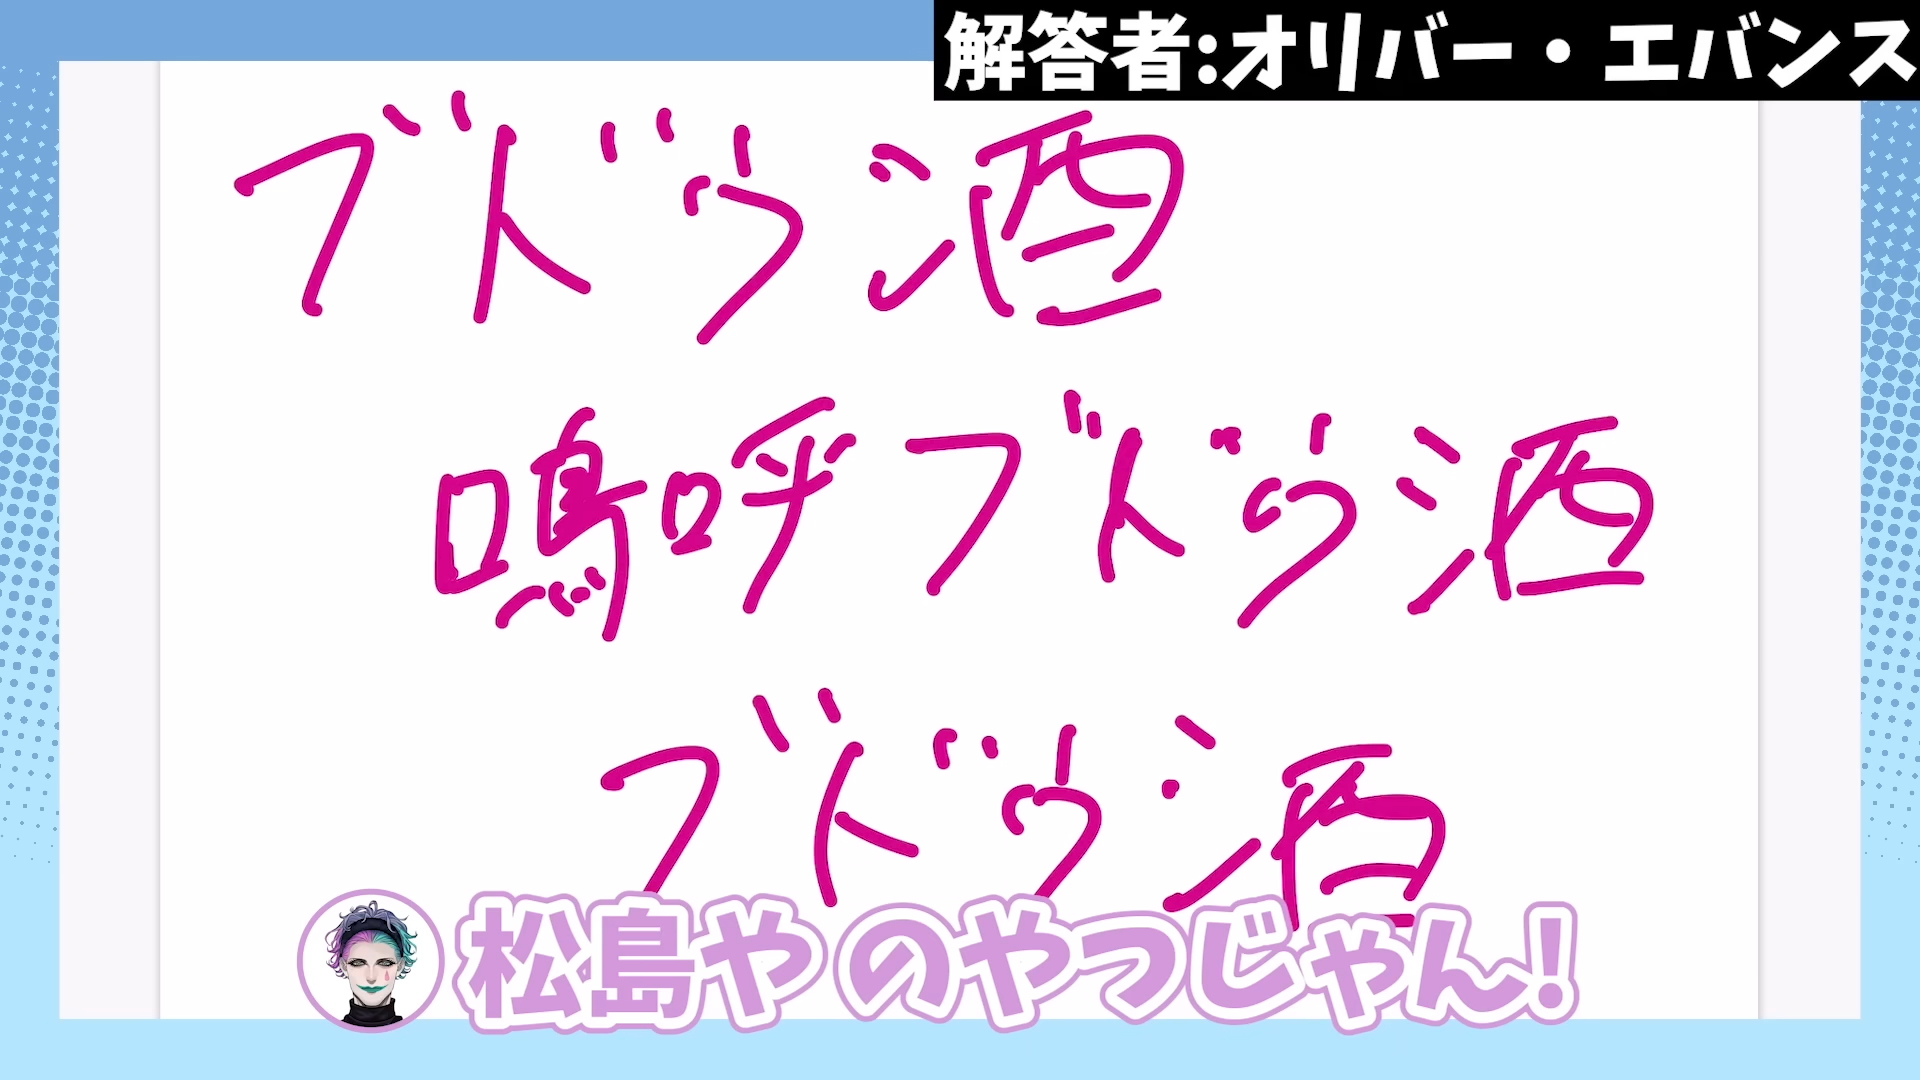 解答者:オリバー・エバンス
ブドウ酒
嗚呼ブドウ酒
ブドウ酒
松島や のやつじゃん!